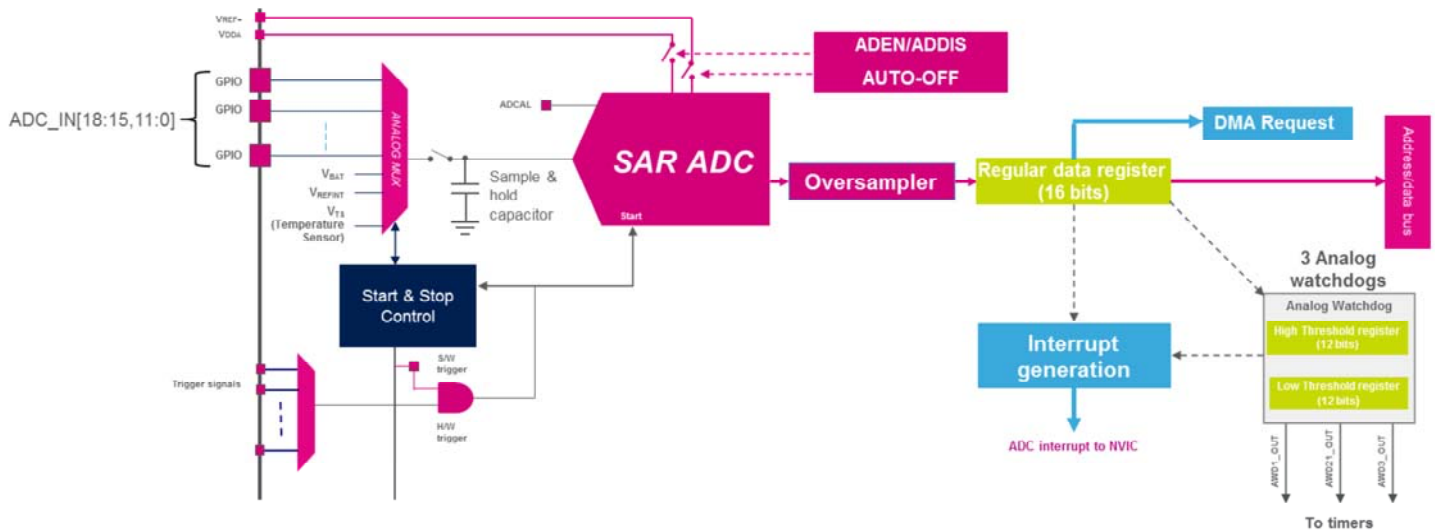 VREF+
VDDA
GPIO
GPIO
GPIO
ADC_IN[18:15,11:0]
ANALOG MUX
VBAT
VREFINT
VTS
(Temperature
Sensor)
ADCAL
Sample &
hold
capacitor
ADEN/ADDIS
AUTO-OFF
SAR ADC
Start
Oversampler
Regular data register
(16 bits)
DMA Request
Address/data bus
Start & Stop
Control
S/W
trigger
H/W
trigger
Trigger signals
Interrupt
generation
ADC interrupt to NVIC
3 Analog
watchdogs
Analog Watchdog
High Threshold register
(12 bits)
Low Threshold register
(12 bits)
AWD1_OUT
AWD21_OUT
AWD3_OUT
To timers